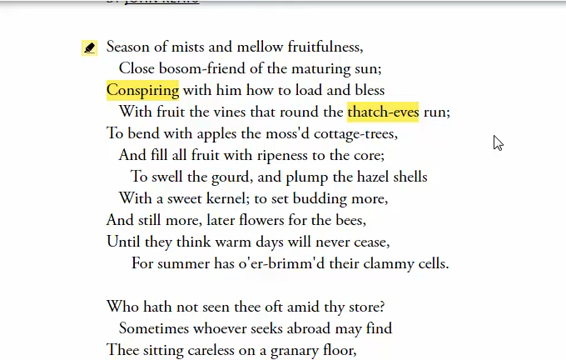 BY JOHN KEATS
Season of mists and mellow fruitfulness,
Close bosom-friend of the maturing sun;
Conspiring with him how to load and bless
With fruit the vines that round the thatch-eves run;
To bend with apples the moss'd cottage-trees,
And fill all fruit with ripeness to the core;
To swell the gourd, and plump the hazel shells
With a sweet kernel; to set budding more,
And still more, later flowers for the bees,
Until they think warm days will never cease,
For summer has o'er-brimm'd their clammy cells.
Who hath not seen thee oft amid thy store?
Sometimes whoever seeks abroad may find
Thee sitting careless on a granary floor,